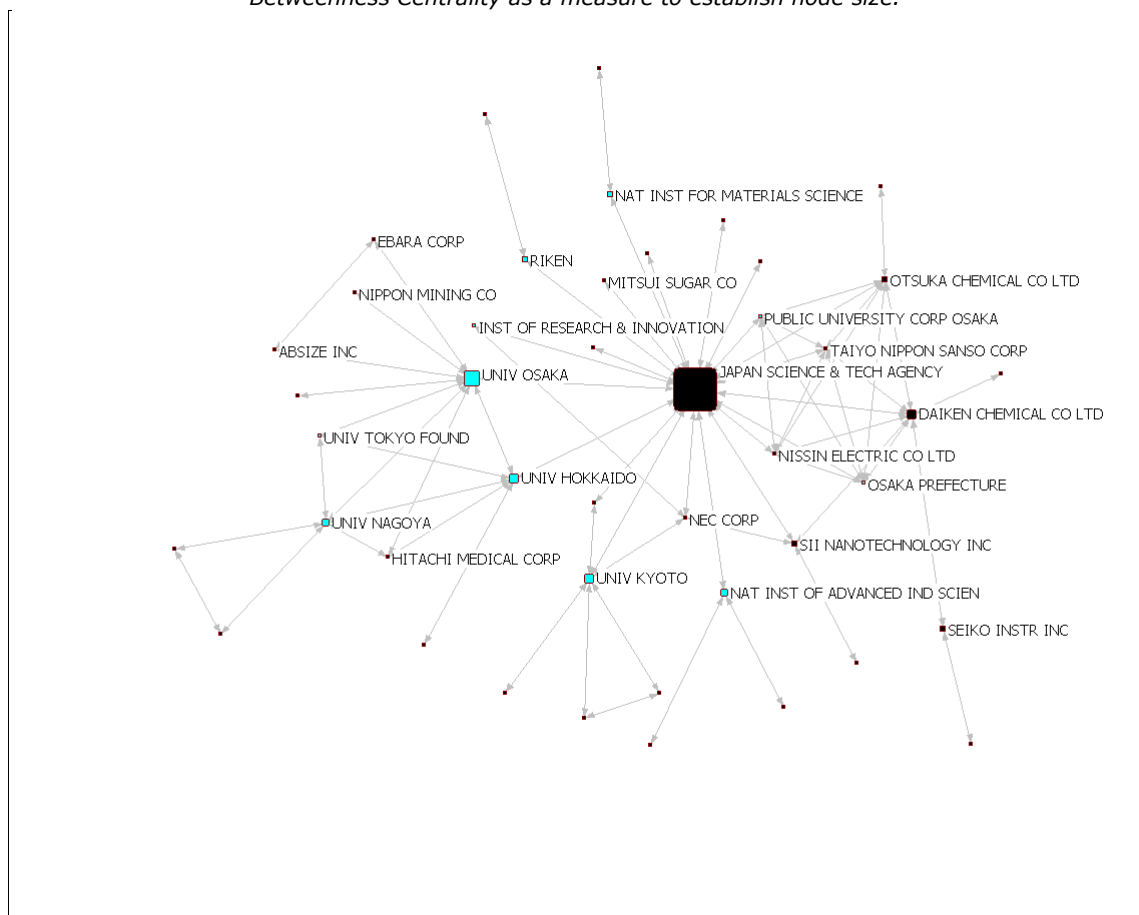 Betweenness Centrality as a measure to establish node size.
NAT INST FOR MATERIALS SCIENCE
EBARA CORP
RIKEN
MITSUI SUGAR CO
OTSUKA CHEMICAL CO LTD
NIPPON MINING CO
PUBLIC UNIVERSITY CORP OSAKA
INST OF RESEARCH & INNOVATION
ABSIZE INC
TAIYO NIPPON SANSO CORP
UNIV OSAKA
JAPAN SCIENCE & TECH AGENCY
DAIKEN CHEMICAL CO LTD
UNIV TOKYO FOUND
NISSIN ELECTRIC CO LTD
UNIV HOKKAIDO
OSAKA PREFECTURE
UNIV NAGOYA
NEC CORP
SII NANOTECHNOLOGY INC
HITACHI MEDICAL CORP
UNIV KYOTO
NAT INST OF ADVANCED IND SCIEN
SEIKO INSTR INC